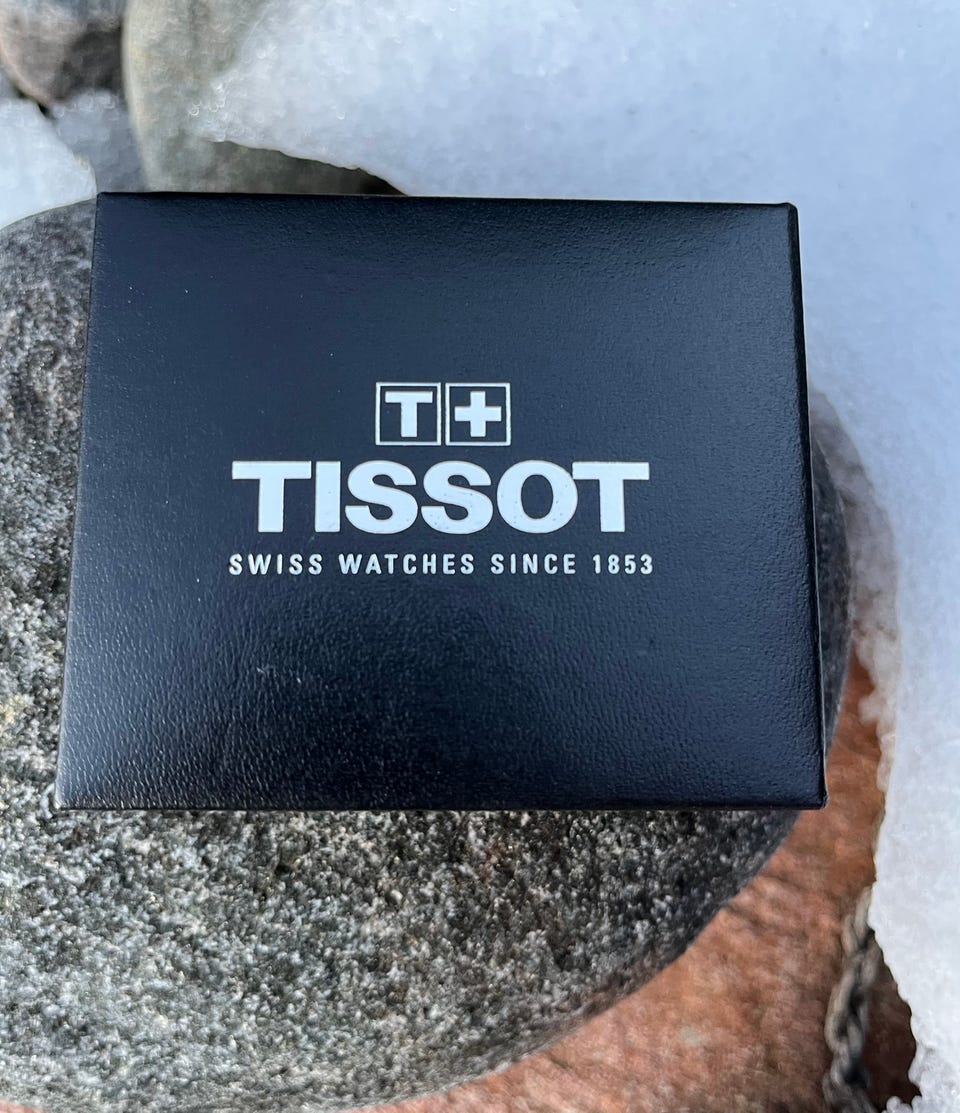 T+
TISSOT
SWISS WATCHES SINCE 1853